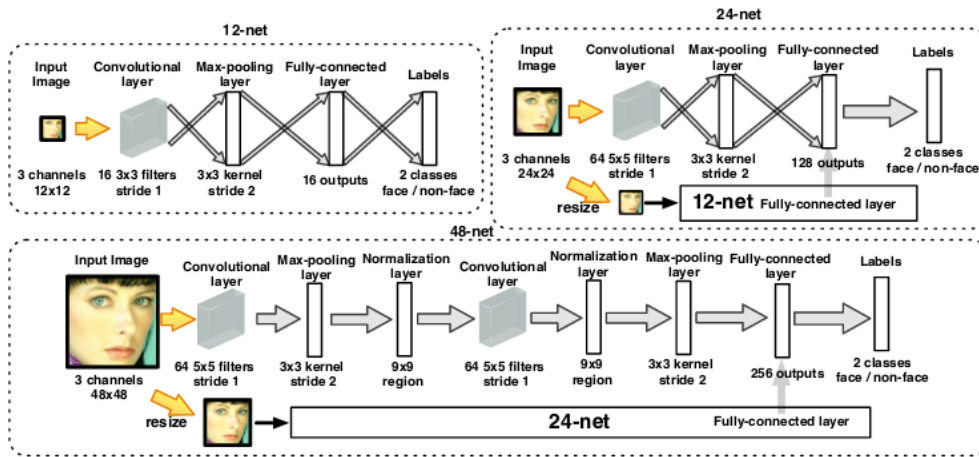 12-net
Input
Image
Convolutional
layer
Max-pooling
layer
Fully-connected
layer
Labels
3 channels
12x12
16 3x3 filters
stride 1
3x3 kernel
stride 2
16 outputs
2 classes
face / non-face
24-net
Input
Image
Convolutional
layer
Max-pooling
layer
Fully-connected
layer
Labels
3 channels
24x24
64 5x5 filters
stride 1
3x3 kernel
stride 2
128 outputs
2 classes
face / non-face
resize
12-net Fully-connected layer
48-net
Input Image
Convolutional
layer
Max-pooling
layer
Normalization
layer
Convolutional
layer
Normalization
layer
Max-pooling
layer
Fully-connected
layer
Labels
3 channels
48x48
64 5x5 filters
stride 1
3x3 kernel
stride 2
9x9
region
64 5x5 filters
stride 1
9x9
region
3x3 kernel
stride 2
256 outputs
2 classes
face / non-face
resize
24-net Fully-connected layer